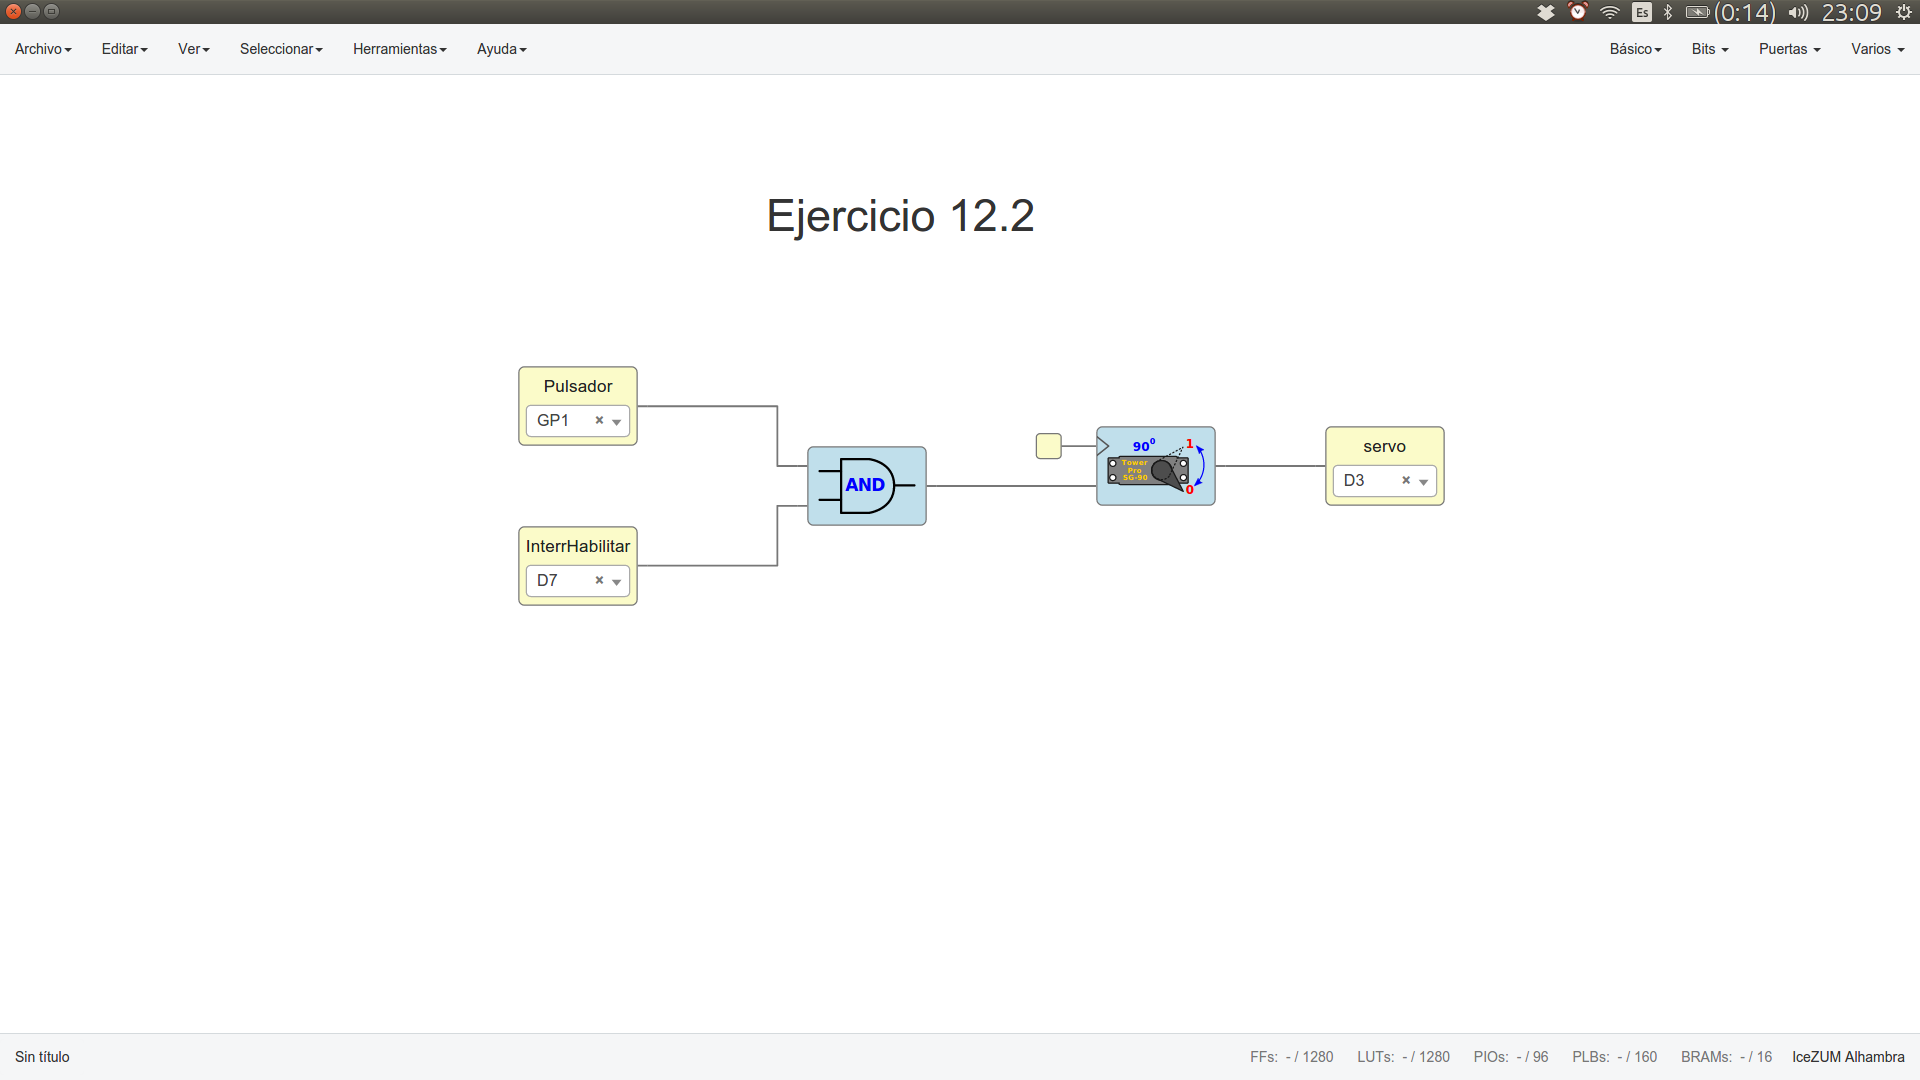 Es (0:14) 23:09
Archivo Editar Ver Seleccionar Herramientas Ayuda Básico Bits Puertas Varios
Ejercicio 12.2
Pulsador
GP1
AND
InterrHabilitar
D7
90⁰ 1
Tower
Pro
SG-90
0
servo
D3
Sin título FFs: - / 1280 LUTs: - / 1280 PIOs: - / 96 PLBs: - / 160 BRAMs: - / 16 IceZUM Alhambra